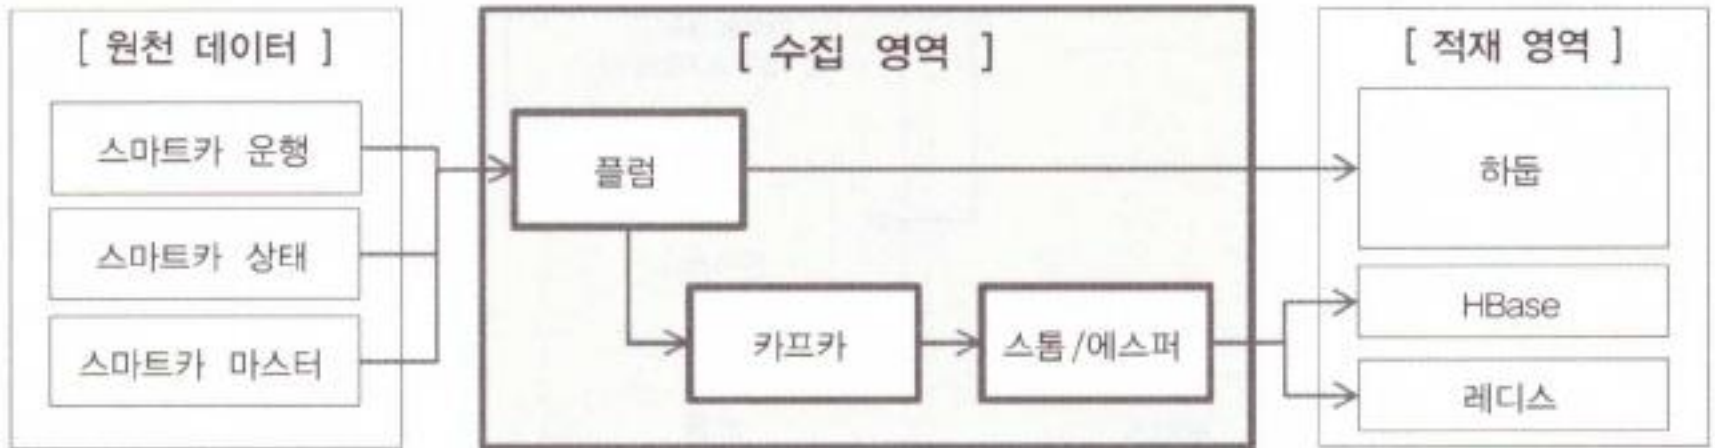 [ 원천 데이터 ]
스마트카 운행
스마트카 상태
스마트카 마스터
[ 수집 영역 ]
플럼
카프카
스톰/에스퍼
[ 적재 영역 ]
하둡
HBase
레디스